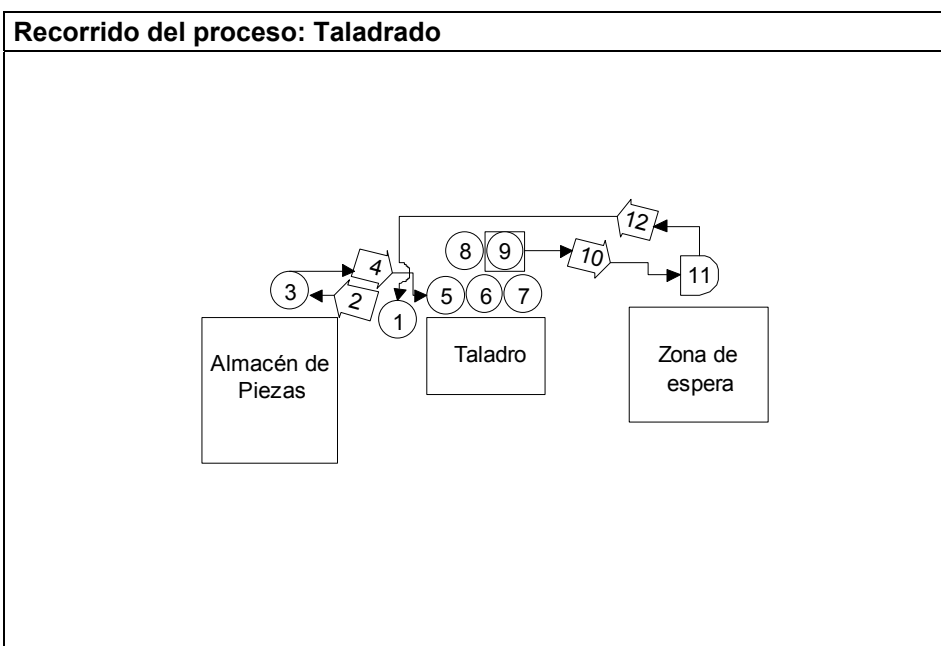 Recorrido del proceso: Taladrado
12
8
9
10
11
4
3
2
5
6
7
1
Almacén de
Piezas
Taladro
Zona de
espera